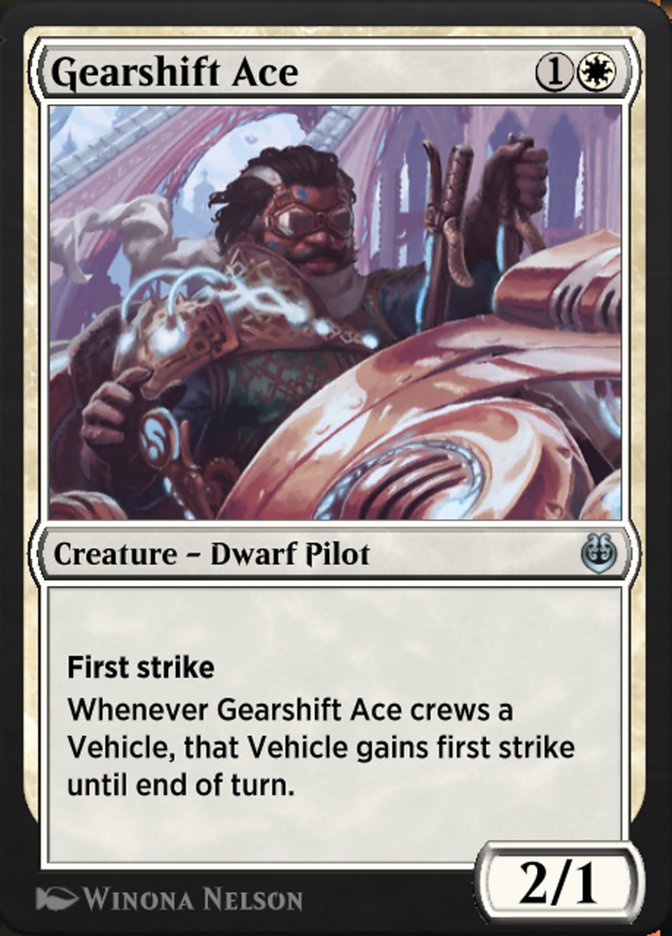 Gearshift Ace 1
Creature – Dwarf Pilot
First strike
Whenever Gearshift Ace crews a
Vehicle, that Vehicle gains first strike
until end of turn.
2/1
Winona Nelson